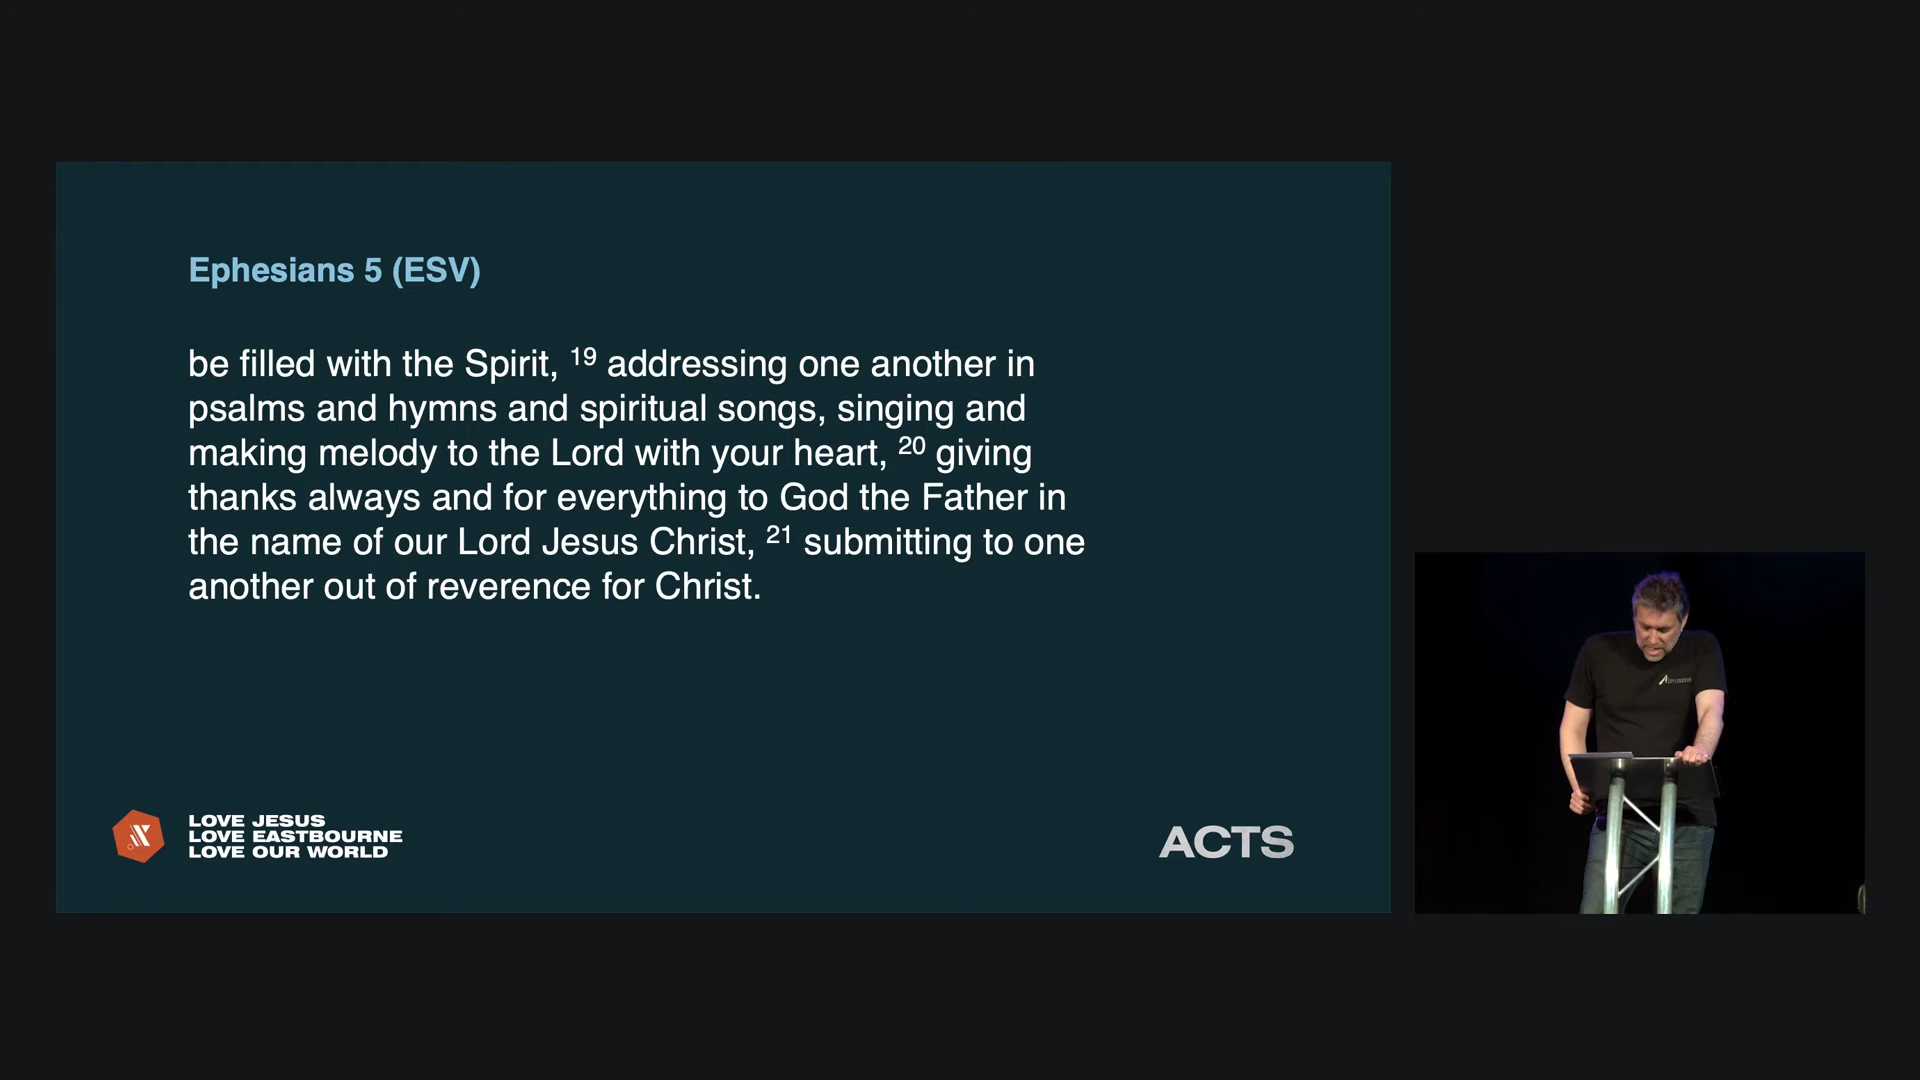 Ephesians 5 (ESV)
be filled with the Spirit, 19 addressing one another in
psalms and hymns and spiritual songs, singing and
making melody to the Lord with your heart, 20 giving
thanks always and for everything to God the Father in
the name of our Lord Jesus Christ, 21 submitting to one
another out of reverence for Christ.
LOVE JESUS
LOVE EASTBOURNE
LOVE OUR WORLD
ACTS